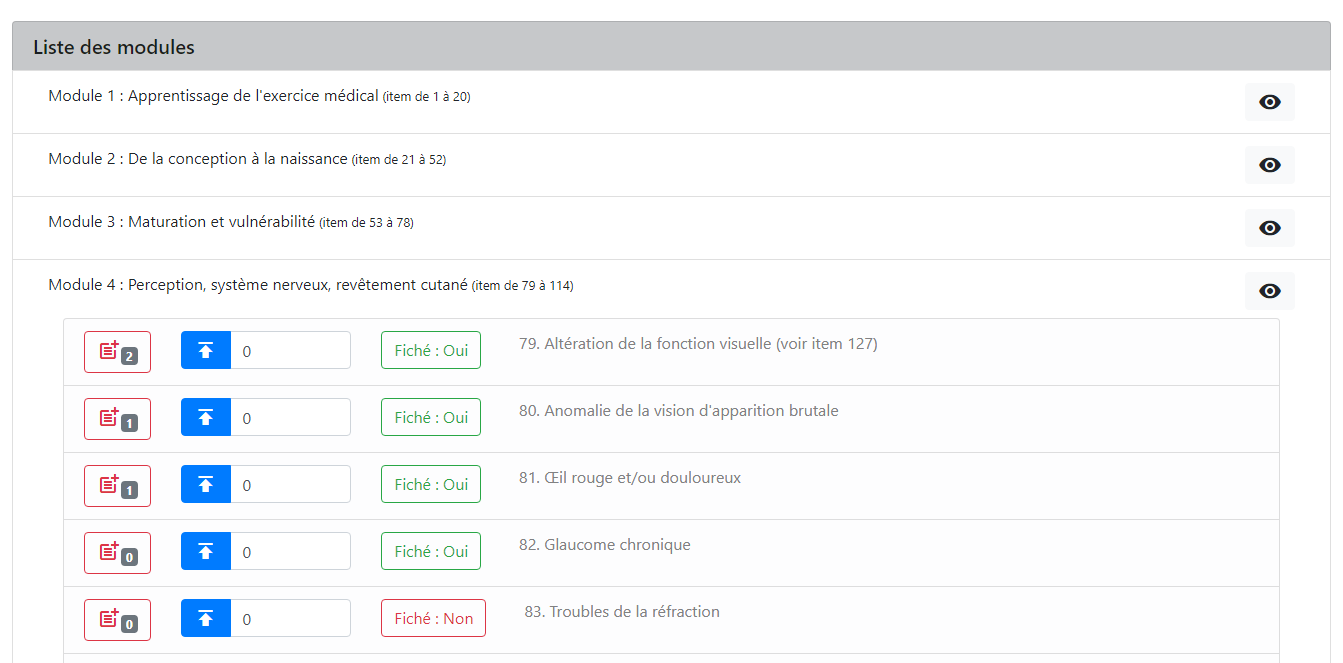 Liste des modules
Module 1 : Apprentissage de l'exercice médical (item de 1 à 20)
Module 2 : De la conception à la naissance (item de 21 à 52)
Module 3 : Maturation et vulnérabilité (item de 53 à 78)
Module 4 : Perception, système nerveux, revêtement cutané (item de 79 à 114)
2 0 Fiché : Oui 79. Altération de la fonction visuelle (voir item 127)
1 0 Fiché : Oui 80. Anomalie de la vision d'apparition brutale
1 0 Fiché : Oui 81. Œil rouge et/ou douloureux
0 0 Fiché : Oui 82. Glaucome chronique
0 0 Fiché : Non 83. Troubles de la réfraction